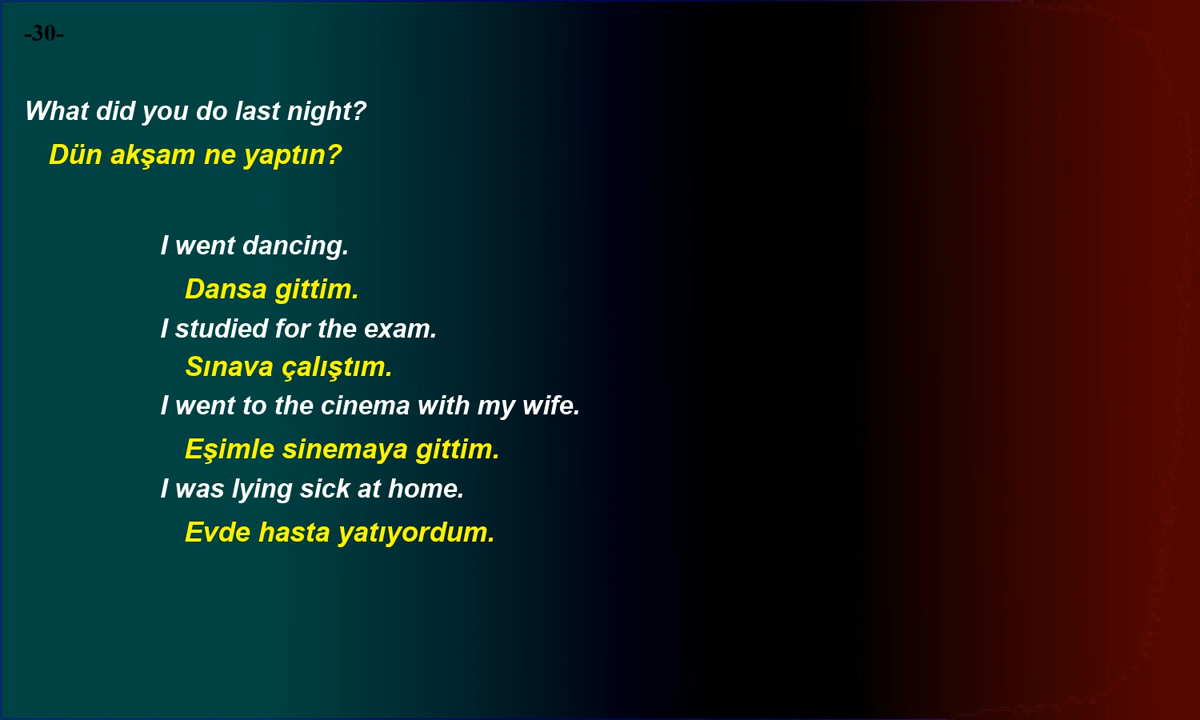 -30-
What did you do last night?
Dün akşam ne yaptın?
I went dancing.
Dansa gittim.
I studied for the exam.
Sınava çalıştım.
I went to the cinema with my wife.
Eşimle sinemaya gittim.
I was lying sick at home.
Evde hasta yatıyordum.